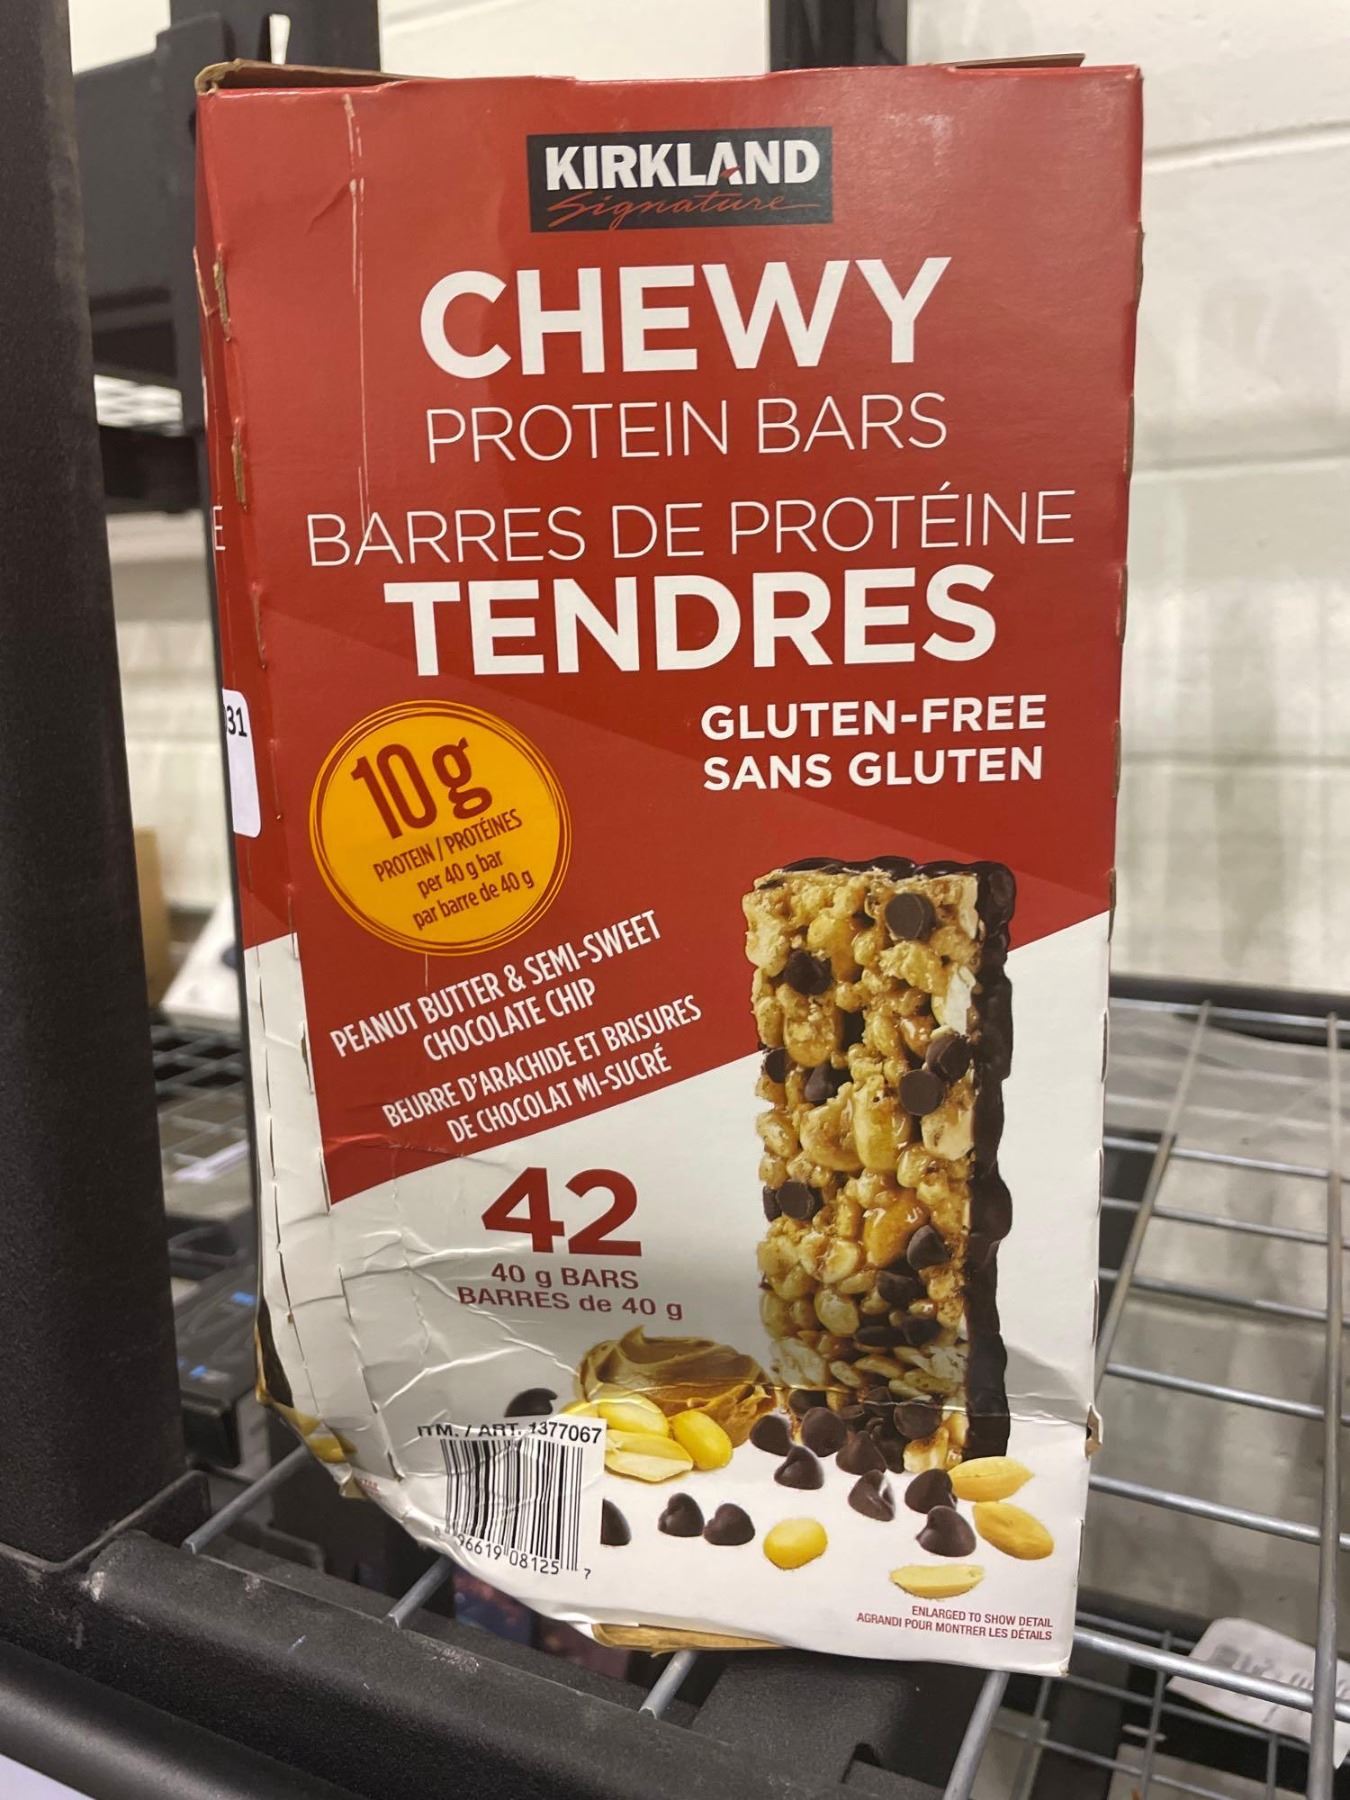 KIRKLAND
Signature
CHEWY
PROTEIN BARS
BARRES DE PROTÉINE
TENDRES
GLUTEN-FREE
SANS GLUTEN
31
10g
PROTEIN / PROTÉINES
per 40 g bar
par barre de 40 g
PEANUT BUTTER & SEMI-SWEET
CHOCOLATE CHIP
BEURRE D'ARACHIDE ET BRISURES
DE CHOCOLAT MI-SUCRÉ
42
40 g BARS
BARRES de 40 g
ITM. / ART. 1377067
96619 08125 7
ENLARGED TO SHOW DETAIL
AGRANDI POUR MONTRER LES DÉTAILS